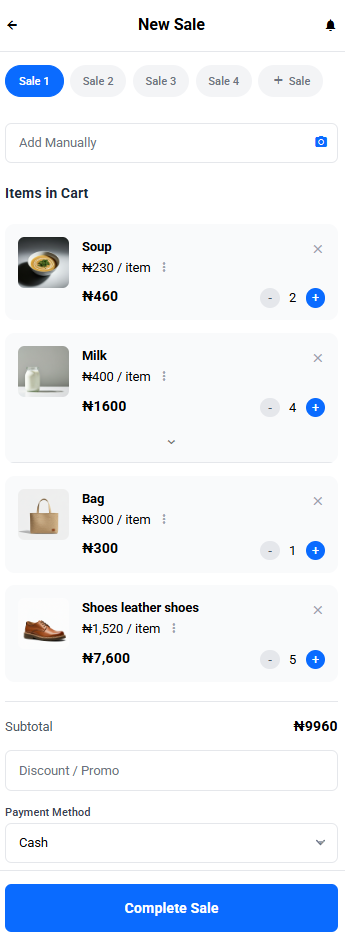 New Sale
Sale 1 Sale 2 Sale 3 Sale 4 + Sale
Add Manually
Items in Cart
Soup
₦230 / item
₦460
- 2 +
Milk
₦400 / item
₦1600
- 4 +
Bag
₦300 / item
₦300
- 1 +
Shoes leather shoes
₦1,520 / item
₦7,600
- 5 +
Subtotal ₦9960
Discount / Promo
Payment Method
Cash
Complete Sale